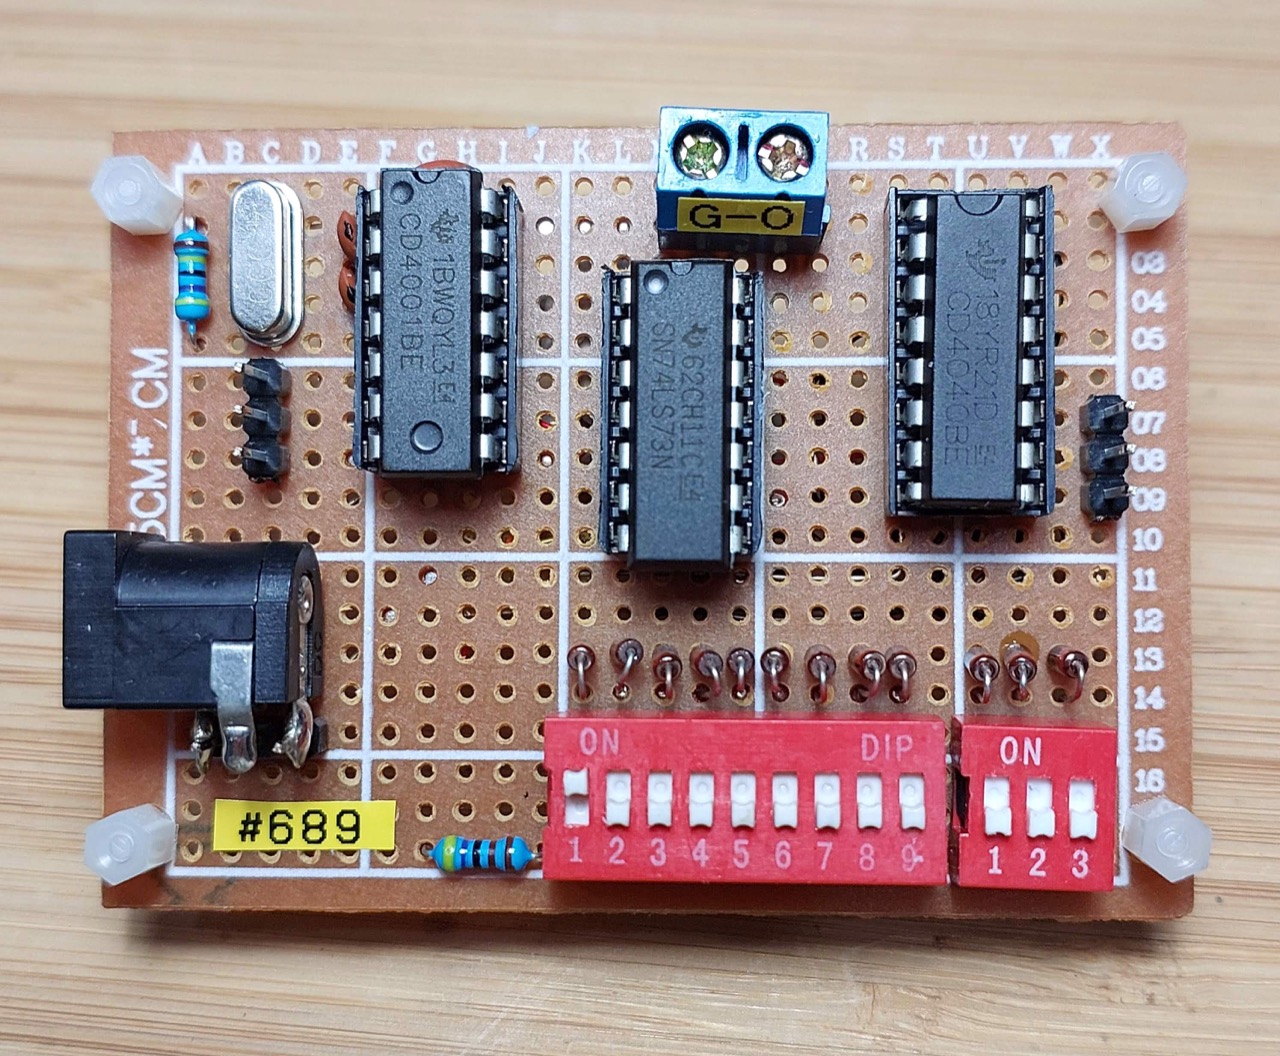 A B C D E F G H I J K L R S T U V W X
G-O
CD4001BE
1BWQYL3 E4
SN74LS73N
62CH11C E4
18YR21D E4
CD4040BE
5CM*7CM
03
04
05
06
07
08
09
10
11
12
13
14
15
16
#689
ON DIP
1 2 3 4 5 6 7 8 9
ON
1 2 3